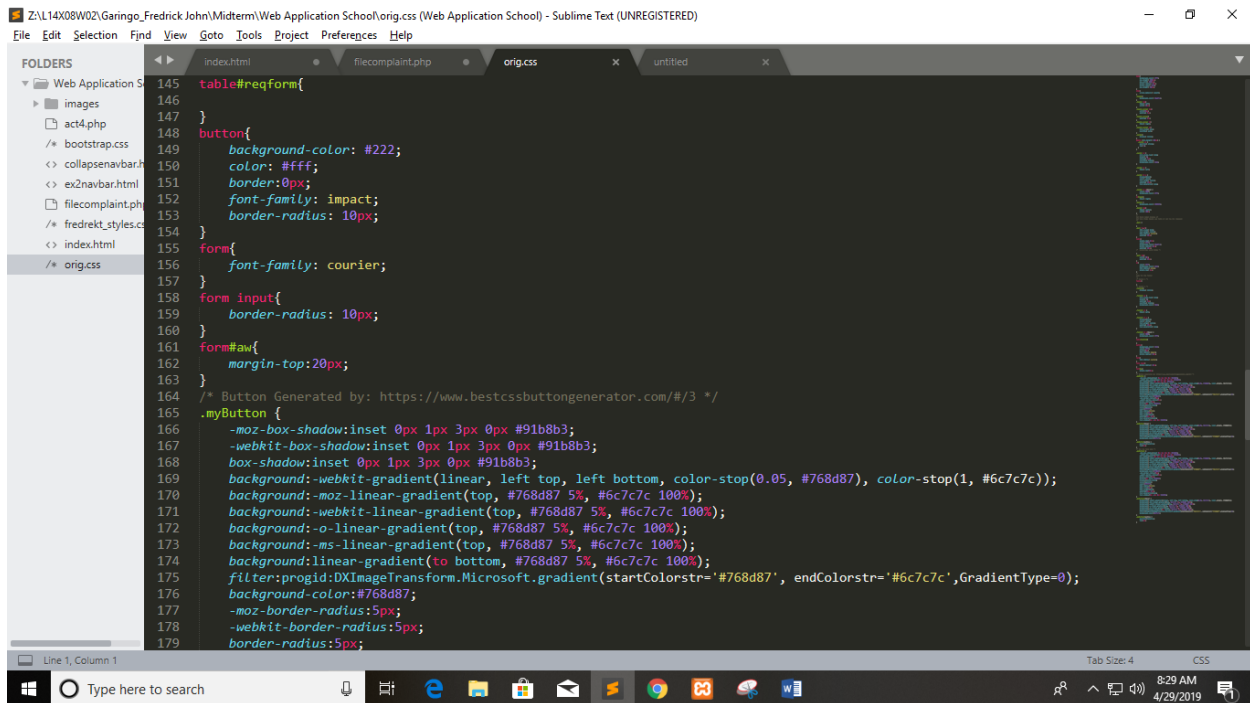 Z:\L14X08W02\Garingo_Fredrick John\Midterm\Web Application School\orig.css (Web Application School) - Sublime Text (UNREGISTERED)
File Edit Selection Find View Goto Tools Project Preferences Help
FOLDERS
Web Application S
images
act4.php
/* bootstrap.css
<> collapsenavbar.h
<> ex2navbar.html
filecomplaint.ph
/* fredrekt_styles.cs
<> index.html
/* orig.css
index.html
filecomplaint.php
orig.css
untitled
145 table#reqform{
146
147 }
148 button{
149 background-color: #222;
150 color: #fff;
151 border:0px;
152 font-family: impact;
153 border-radius: 10px;
154 }
155 form{
156 font-family: courier;
157 }
158 form input{
159 border-radius: 10px;
160 }
161 form#aw{
162 margin-top:20px;
163 }
164 /* Button Generated by: https://www.bestcssbuttongenerator.com/#/3 */
165 .myButton {
166 -moz-box-shadow:inset 0px 1px 3px 0px #91b8b3;
167 -webkit-box-shadow:inset 0px 1px 3px 0px #91b8b3;
168 box-shadow:inset 0px 1px 3px 0px #91b8b3;
169 background:-webkit-gradient(linear, left top, left bottom, color-stop(0.05, #768d87), color-stop(1, #6c7c7c));
170 background:-moz-linear-gradient(top, #768d87 5%, #6c7c7c 100%);
171 background:-webkit-linear-gradient(top, #768d87 5%, #6c7c7c 100%);
172 background:-o-linear-gradient(top, #768d87 5%, #6c7c7c 100%);
173 background:-ms-linear-gradient(top, #768d87 5%, #6c7c7c 100%);
174 background:linear-gradient(to bottom, #768d87 5%, #6c7c7c 100%);
175 filter:progid:DXImageTransform.Microsoft.gradient(startColorstr='#768d87', endColorstr='#6c7c7c',GradientType=0);
176 background-color:#768d87;
177 -moz-border-radius:5px;
178 -webkit-border-radius:5px;
179 border-radius:5px;
Line 1, Column 1
Tab Size: 4
CSS
Type here to search
8:29 AM
4/29/2019
1